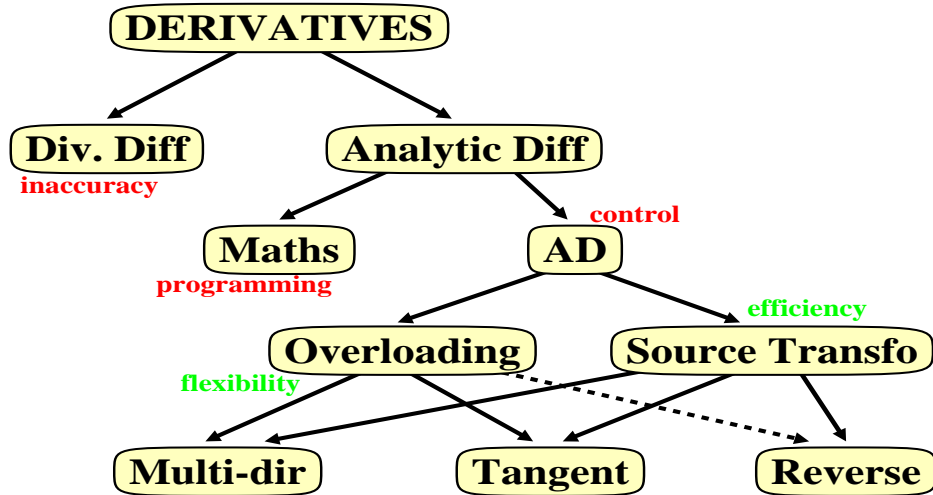 DERIVATIVES
Div. Diff
Analytic Diff
inaccuracy
control
Maths
AD
programming
efficiency
Overloading
Source Transfo
flexibility
Multi-dir
Tangent
Reverse